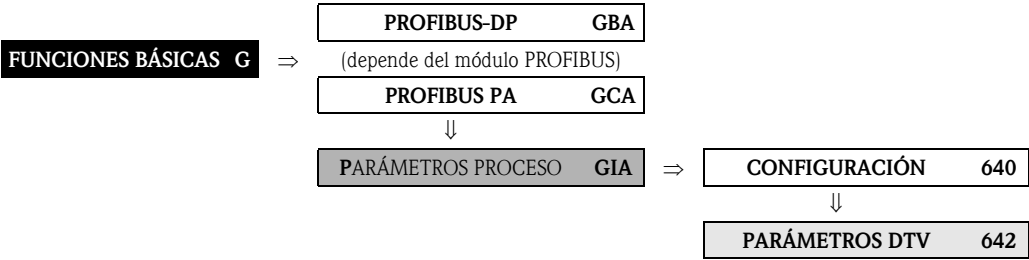 PROFIBUS-DP GBA
FUNCIONES BÁSICAS G ⇒ (depende del módulo PROFIBUS)
PROFIBUS PA GCA
⇓
PARÁMETROS PROCESO GIA ⇒ CONFIGURACIÓN 640
⇓
PARÁMETROS DTV 642